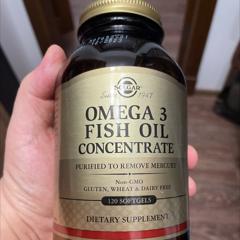 SOLGAR
Since 1947
OMEGA 3
FISH OIL
CONCENTRATE
PURIFIED TO REMOVE MERCURY
NON-GMO
GLUTEN, WHEAT & DAIRY FREE
120 SOFTGELS
DIETARY SUPPLEMENT